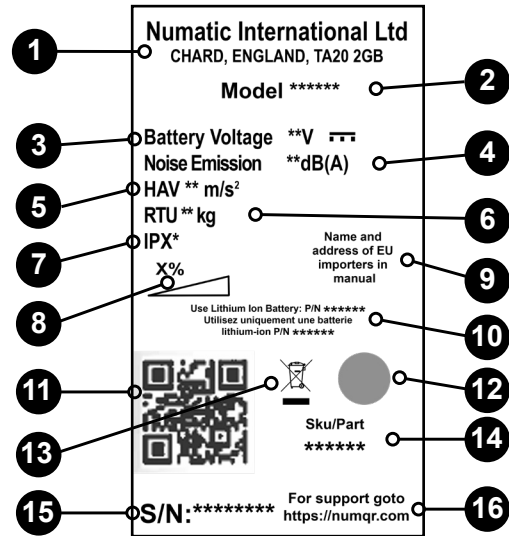 Numatic International Ltd
CHARD, ENGLAND, TA20 2GB
1
Model ******
2
3
Battery Voltage **V
Noise Emission **dB(A)
4
5
HAV ** m/s²
RTU ** kg
6
7
IPX*
Name and
address of EU
importers in
manual
9
X%
8
Use Lithium Ion Battery: P/N ******
Utilisez uniquement une batterie
lithium-ion P/N ******
10
11
12
13
Sku/Part
******
14
15
S/N:********
For support goto
https://numqr.com
16